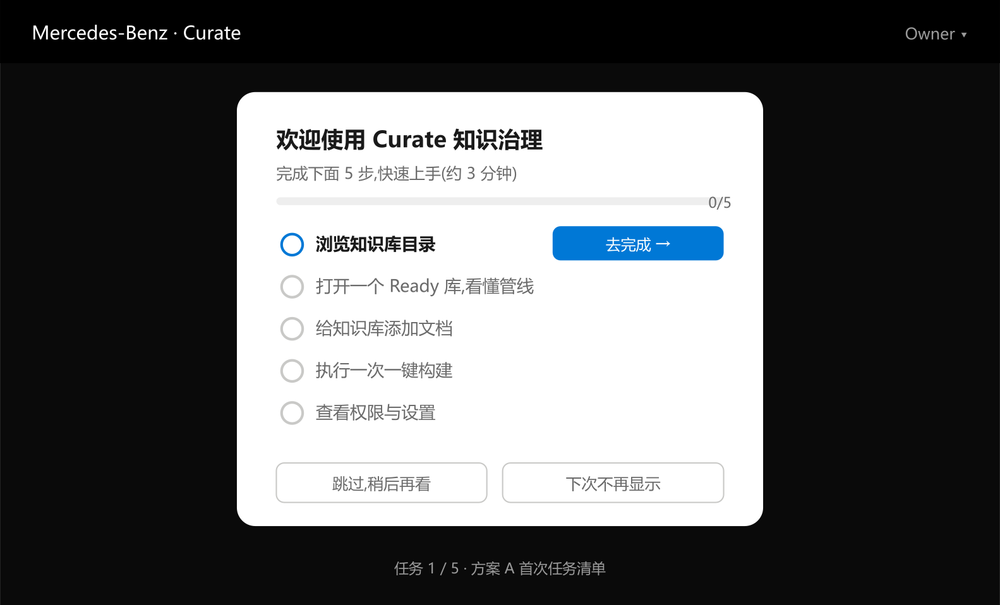 Mercedes-Benz · Curate
Owner ▾
欢迎使用 Curate 知识治理
完成下面 5 步,快速上手(约 3 分钟)
0/5
浏览知识库目录
去完成 →
打开一个 Ready 库,看懂管线
给知识库添加文档
执行一次一键构建
查看权限与设置
跳过,稍后再看
下次不再显示
任务 1 / 5 · 方案 A 首次任务清单